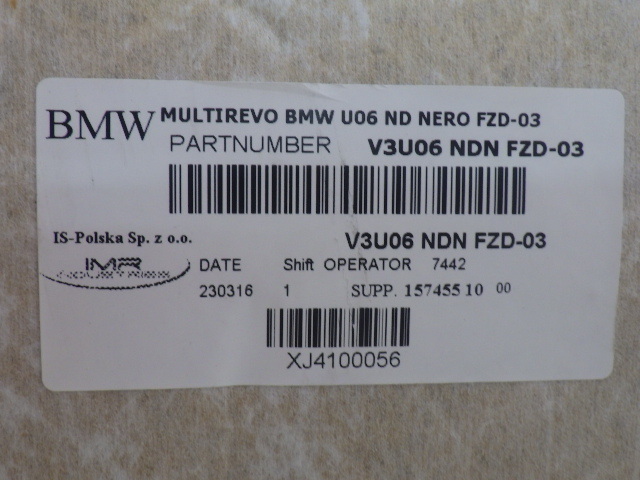 BMW MULTIREVO BMW U06 ND NERO FZD-03
PARTNUMBER V3U06 NDN FZD-03
IS-Polska Sp. z o.o. V3U06 NDN FZD-03
IMR
DATE Shift OPERATOR 7442
230316 1 SUPP. 157455 10 00
XJ4100056